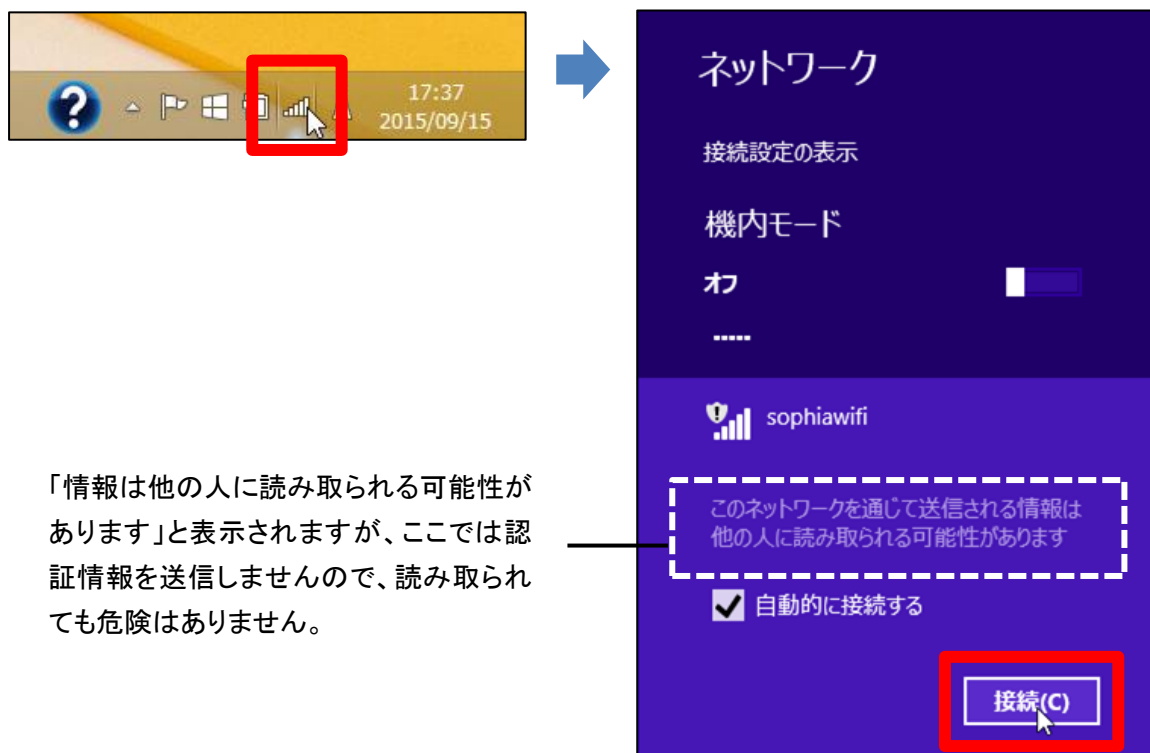 17:37
2015/09/15
ネットワーク
接続設定の表示
機内モード
オフ
sophiawifi
「情報は他の人に読み取られる可能性が
あります」と表示されますが、ここでは認
証情報を送信しませんので、読み取られ
ても危険はありません。
このネットワークを通じて送信される情報は
他の人に読み取られる可能性があります
自動的に接続する
接続(C)